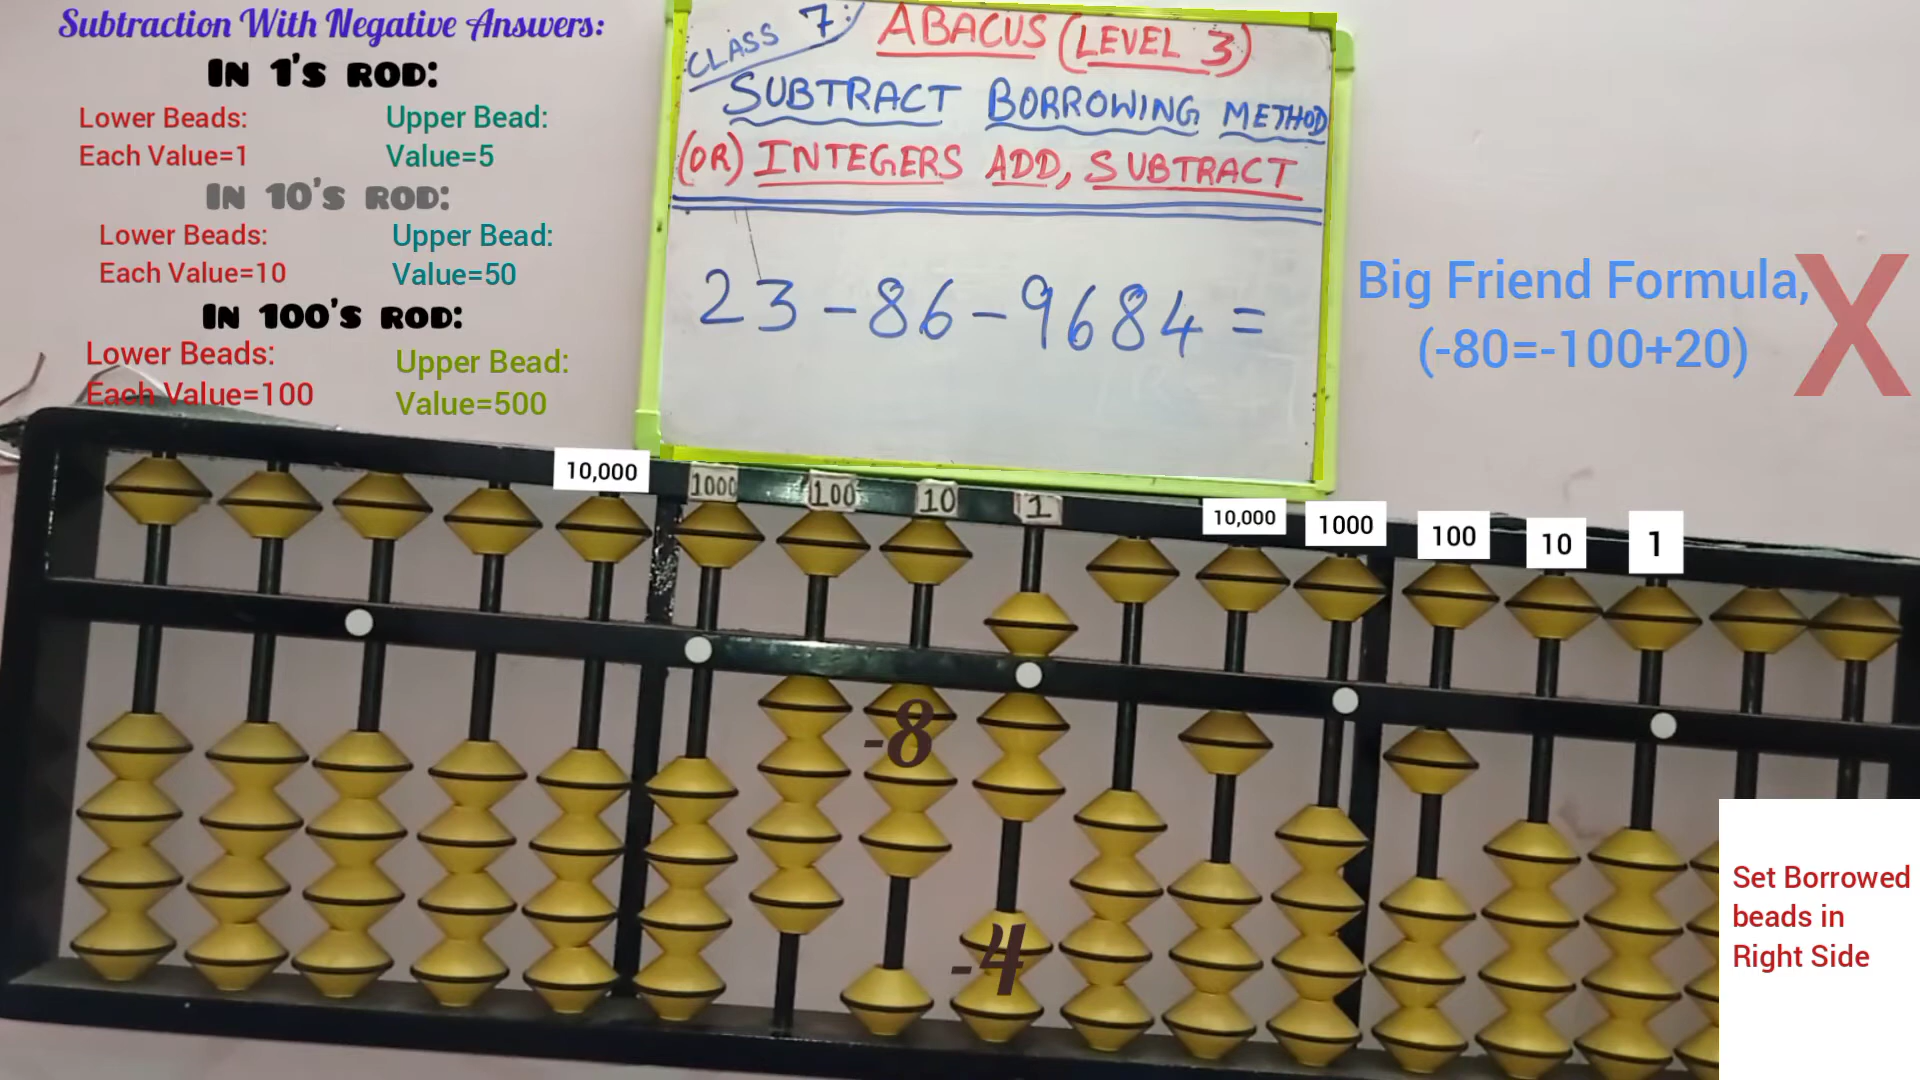 Subtraction With Negative Answers:
In 1's rod:
Lower Beads:
Each Value=1
Upper Bead:
Value=5
In 10's rod:
Lower Beads:
Each Value=10
Upper Bead:
Value=50
In 100's rod:
Lower Beads:
Each Value=100
Upper Bead:
Value=500
CLASS 7:
ABACUS (LEVEL 3)
SUBTRACT BORROWING METHOD
(OR) INTEGERS ADD, SUBTRACT
23-86-9684=
Big Friend Formula,
(-80=-100+20)
X
10,000 1000 100 10 1
10,000 1000 100 10 1
-8
-4
Set Borrowed
beads in
Right Side